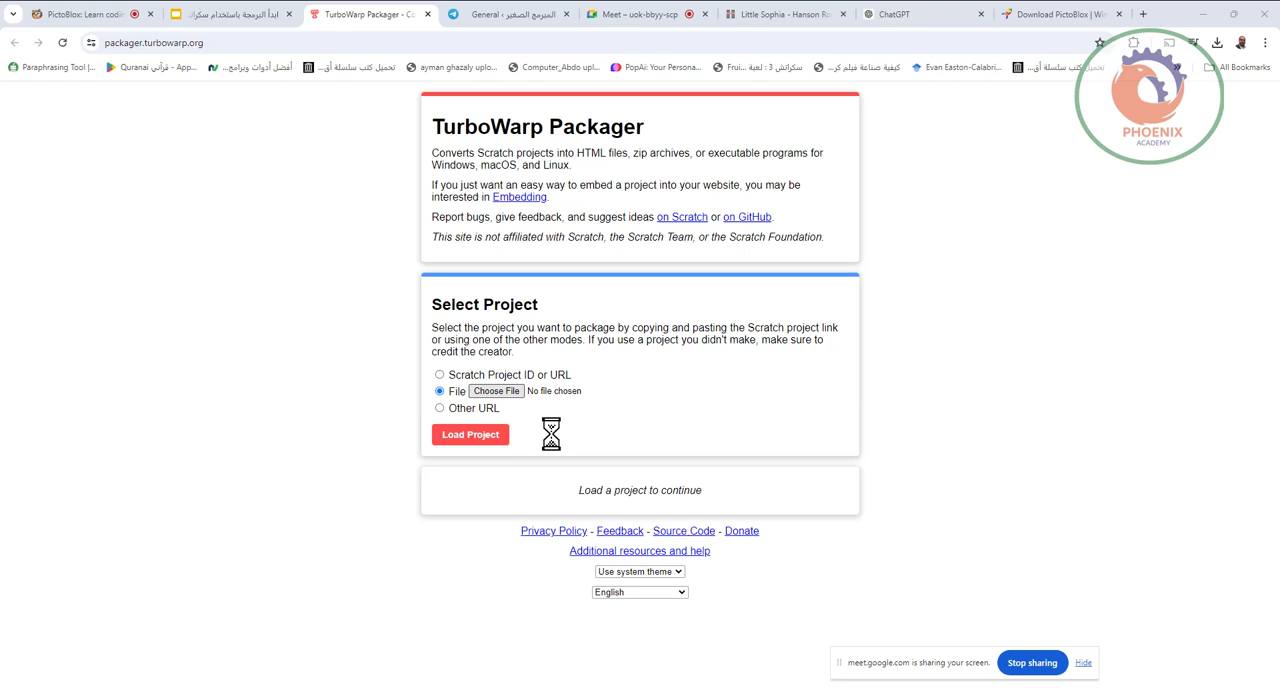 PictoBlox: Learn codin
ابدأ البرمجة باستخدام سكرات
TurboWarp Packager - Co
المبرمج الصغير › General
Meet – uok-bbyy-scp
Little Sophia - Hanson Ro
ChatGPT
Download PictoBlox | Win
packager.turbowarp.org
Paraphrasing Tool |...
Quranai - قرآني - App...
أفضل أدوات وبرامج...
تحميل كتب سلسلة أق...
ayman ghazaly uplo...
Computer_Abdo upl...
PopAi: Your Persona...
سكراتش 3 : لعبة Frui...
كيفية صناعة فيلم كر...
Evan Easton-Calabri...
تحميل كتب سلسلة أق...
All Bookmarks
PHOENIX
ACADEMY
TurboWarp Packager
Converts Scratch projects into HTML files, zip archives, or executable programs for
Windows, macOS, and Linux.
If you just want an easy way to embed a project into your website, you may be
interested in Embedding.
Report bugs, give feedback, and suggest ideas on Scratch or on GitHub.
This site is not affiliated with Scratch, the Scratch Team, or the Scratch Foundation.
Select Project
Select the project you want to package by copying and pasting the Scratch project link
or using one of the other modes. If you use a project you didn't make, make sure to
credit the creator.
Scratch Project ID or URL
File Choose File No file chosen
Other URL
Load Project
Load a project to continue
Privacy Policy - Feedback - Source Code - Donate
Additional resources and help
Use system theme
English
meet.google.com is sharing your screen.
Stop sharing
Hide